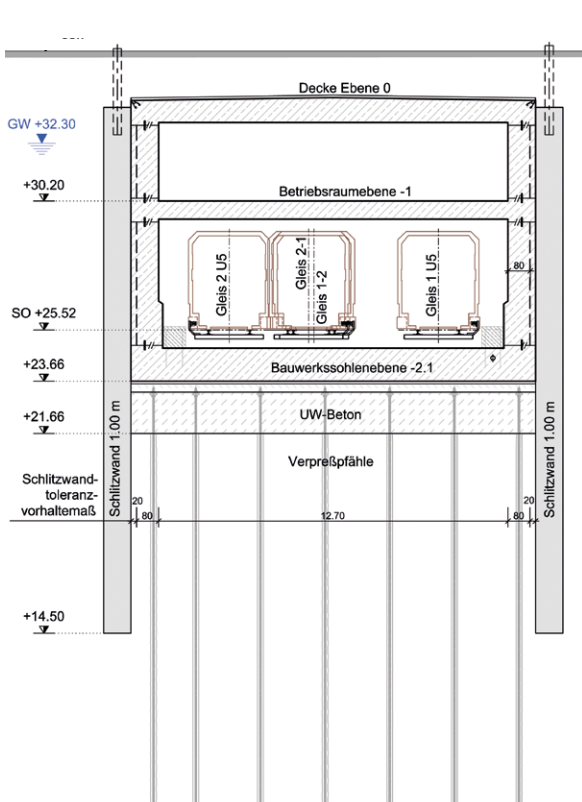 Decke Ebene 0
GW +32.30
+30.20
Betriebsraumebene -1
Gleis 2 U5
Gleis 2-1
Gleis 1-2
Gleis 1 U5
80
SO +25.52
+23.66
Bauwerkssohlenebene -2.1
+21.66
UW-Beton
Schlitzwand 1.00 m
Schlitzwand 1.00 m
Verpreßpfähle
Schlitzwand-
toleranz-
vorhaltemaß
20
80
12.70
80
20
+14.50